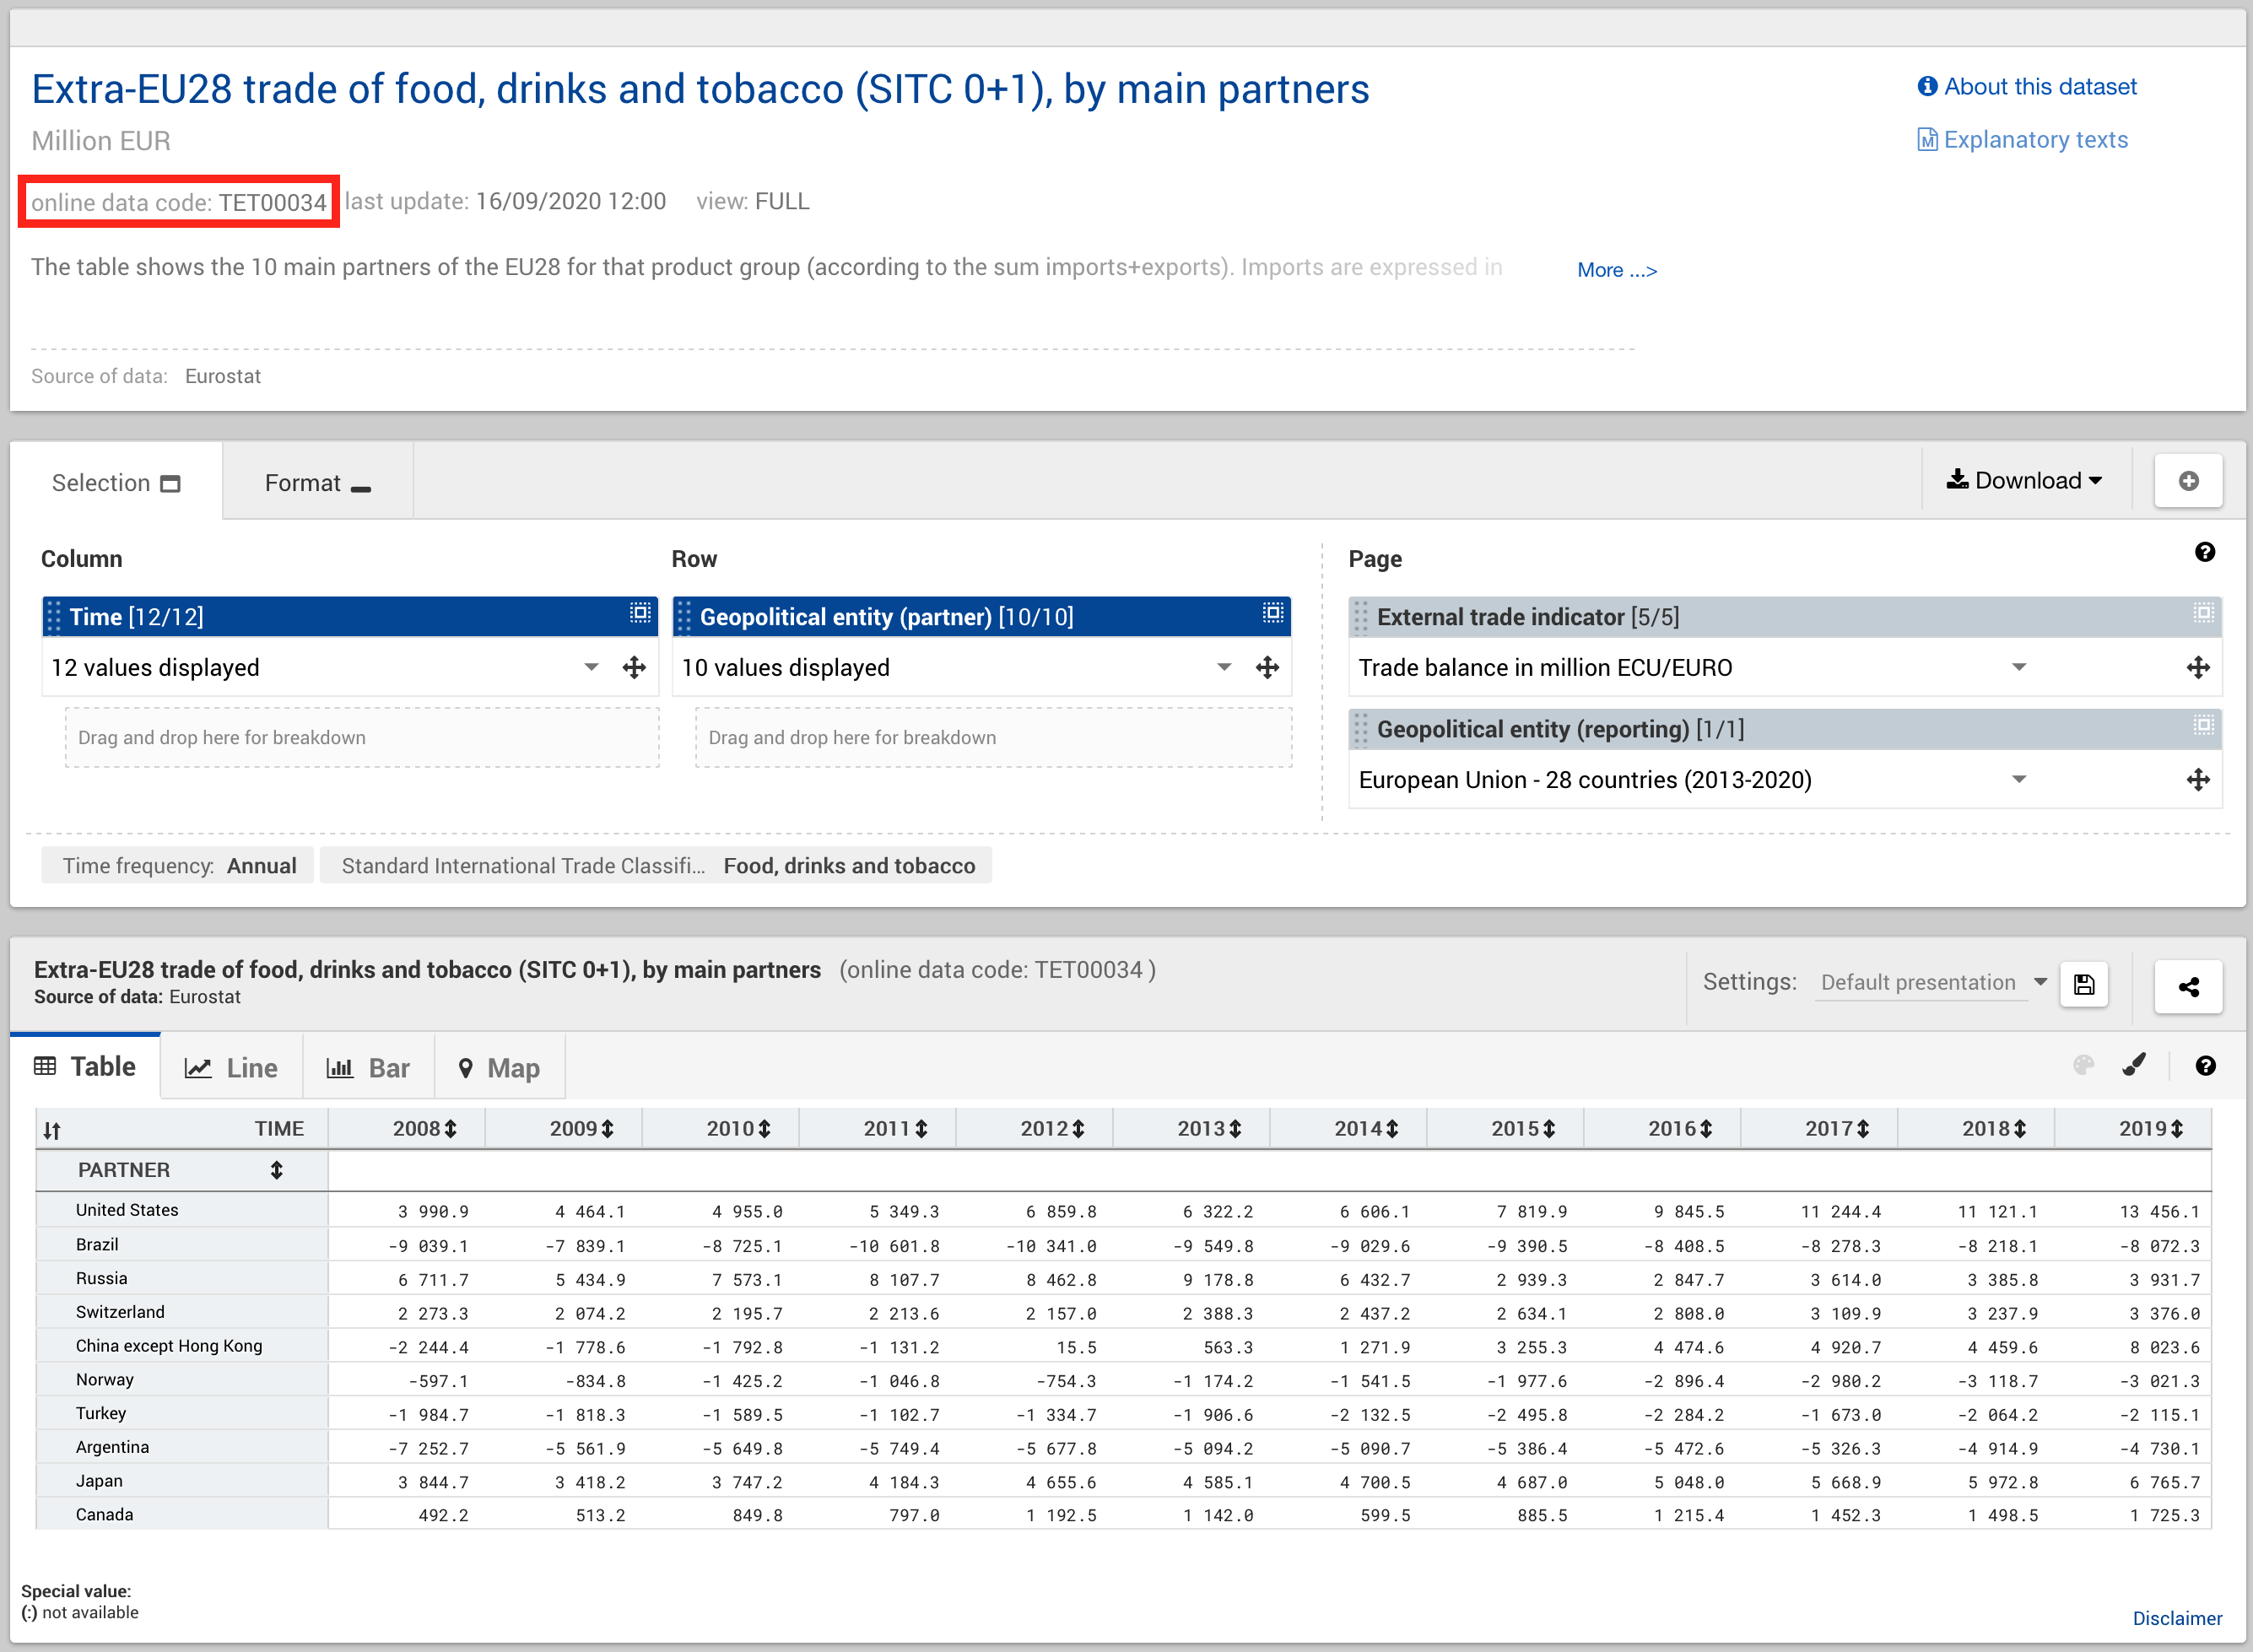 Extra-EU28 trade of food, drinks and tobacco (SITC 0+1), by main partners
About this dataset
Million EUR
Explanatory texts
online data code: TET00034 last update: 16/09/2020 12:00 view: FULL
The table shows the 10 main partners of the EU28 for that product group (according to the sum imports+exports). Imports are expressed in More ...>
Source of data: Eurostat
Selection Format Download
Column Row Page
Time [12/12] Geopolitical entity (partner) [10/10] External trade indicator [5/5]
12 values displayed 10 values displayed Trade balance in million ECU/EURO
Drag and drop here for breakdown Drag and drop here for breakdown Geopolitical entity (reporting) [1/1]
European Union - 28 countries (2013-2020)
Time frequency: Annual Standard International Trade Classifi... Food, drinks and tobacco
Extra-EU28 trade of food, drinks and tobacco (SITC 0+1), by main partners (online data code: TET00034 )
Source of data: Eurostat
Settings: Default presentation
Table Line Bar Map
TIME 2008 2009 2010 2011 2012 2013 2014 2015 2016 2017 2018 2019
PARTNER
United States 3 990.9 4 464.1 4 955.0 5 349.3 6 859.8 6 322.2 6 606.1 7 819.9 9 845.5 11 244.4 11 121.1 13 456.1
Brazil -9 039.1 -7 839.1 -8 725.1 -10 601.8 -10 341.0 -9 549.8 -9 029.6 -9 390.5 -8 408.5 -8 278.3 -8 218.1 -8 072.3
Russia 6 711.7 5 434.9 7 573.1 8 107.7 8 462.8 9 178.8 6 432.7 2 939.3 2 847.7 3 614.0 3 385.8 3 931.7
Switzerland 2 273.3 2 074.2 2 195.7 2 213.6 2 157.0 2 388.3 2 437.2 2 634.1 2 808.0 3 109.9 3 237.9 3 376.0
China except Hong Kong -2 244.4 -1 778.6 -1 792.8 -1 131.2 15.5 563.3 1 271.9 3 255.3 4 474.6 4 920.7 4 459.6 8 023.6
Norway -597.1 -834.8 -1 425.2 -1 046.8 -754.3 -1 174.2 -1 541.5 -1 977.6 -2 896.4 -2 980.2 -3 118.7 -3 021.3
Turkey -1 984.7 -1 818.3 -1 589.5 -1 102.7 -1 334.7 -1 906.6 -2 132.5 -2 495.8 -2 284.2 -1 673.0 -2 064.2 -2 115.1
Argentina -7 252.7 -5 561.9 -5 649.8 -5 749.4 -5 677.8 -5 094.2 -5 090.7 -5 386.4 -5 472.6 -5 326.3 -4 914.9 -4 730.1
Japan 3 844.7 3 418.2 3 747.2 4 184.3 4 655.6 4 585.1 4 700.5 4 687.0 5 048.0 5 668.9 5 972.8 6 765.7
Canada 492.2 513.2 849.8 797.0 1 192.5 1 142.0 599.5 885.5 1 215.4 1 452.3 1 498.5 1 725.3
Special value:
(:) not available
Disclaimer